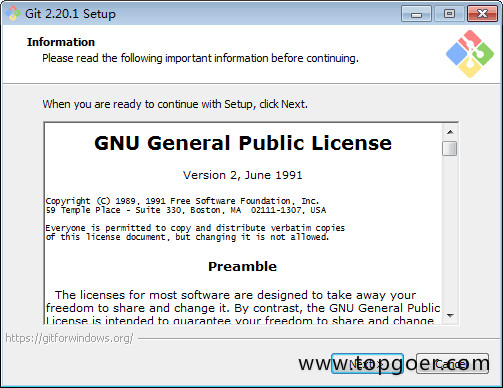 Git 2.20.1 Setup
Information
Please read the following important information before continuing.
When you are ready to continue with Setup, click Next.
GNU General Public License
Version 2, June 1991
Copyright (C) 1989, 1991 Free Software Foundation, Inc.
59 Temple Place - Suite 330, Boston, MA  02111-1307, USA
Everyone is permitted to copy and distribute verbatim copies
of this license document, but changing it is not allowed.
Preamble
The licenses for most software are designed to take away your
freedom to share and change it. By contrast, the GNU General Public
License is intended to guarantee your freedom to share and change
https://gitforwindows.org/
www.topgoer.com
Next >
Cancel